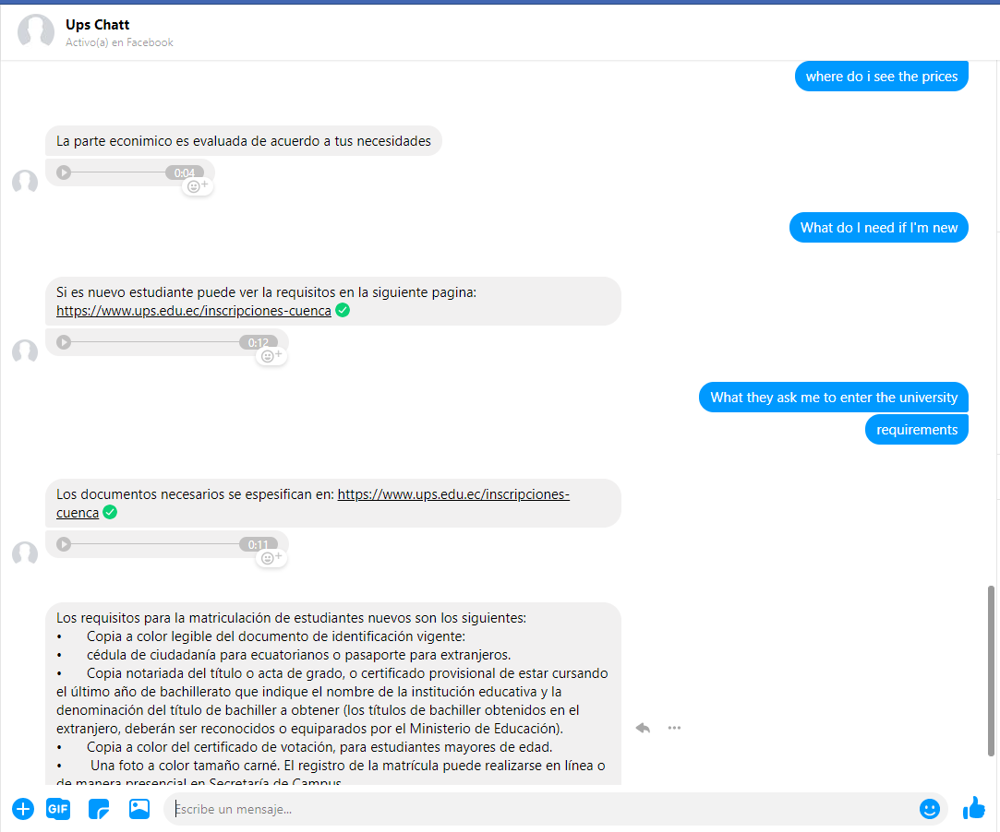 Ups Chatt
Activo(a) en Facebook
where do i see the prices
La parte econimico es evaluada de acuerdo a tus necesidades
0:04
What do I need if I'm new
Si es nuevo estudiante puede ver la requisitos en la siguiente pagina:
https://www.ups.edu.ec/inscripciones-cuenca
0:12
What they ask me to enter the university
requirements
Los documentos necesarios se espesifican en: https://www.ups.edu.ec/inscripciones-
cuenca
0:11
Los requisitos para la matriculación de estudiantes nuevos son los siguientes:
• Copia a color legible del documento de identificación vigente:
• cédula de ciudadanía para ecuatorianos o pasaporte para extranjeros.
• Copia notariada del título o acta de grado, o certificado provisional de estar cursando
el último año de bachillerato que indique el nombre de la institución educativa y la
denominación del título de bachiller a obtener (los títulos de bachiller obtenidos en el
extranjero, deberán ser reconocidos o equiparados por el Ministerio de Educación).
• Copia a color del certificado de votación, para estudiantes mayores de edad.
• Una foto a color tamaño carné. El registro de la matrícula puede realizarse en línea o
de manera presencial en Secretaría de Campus
GIF
Escribe un mensaje...